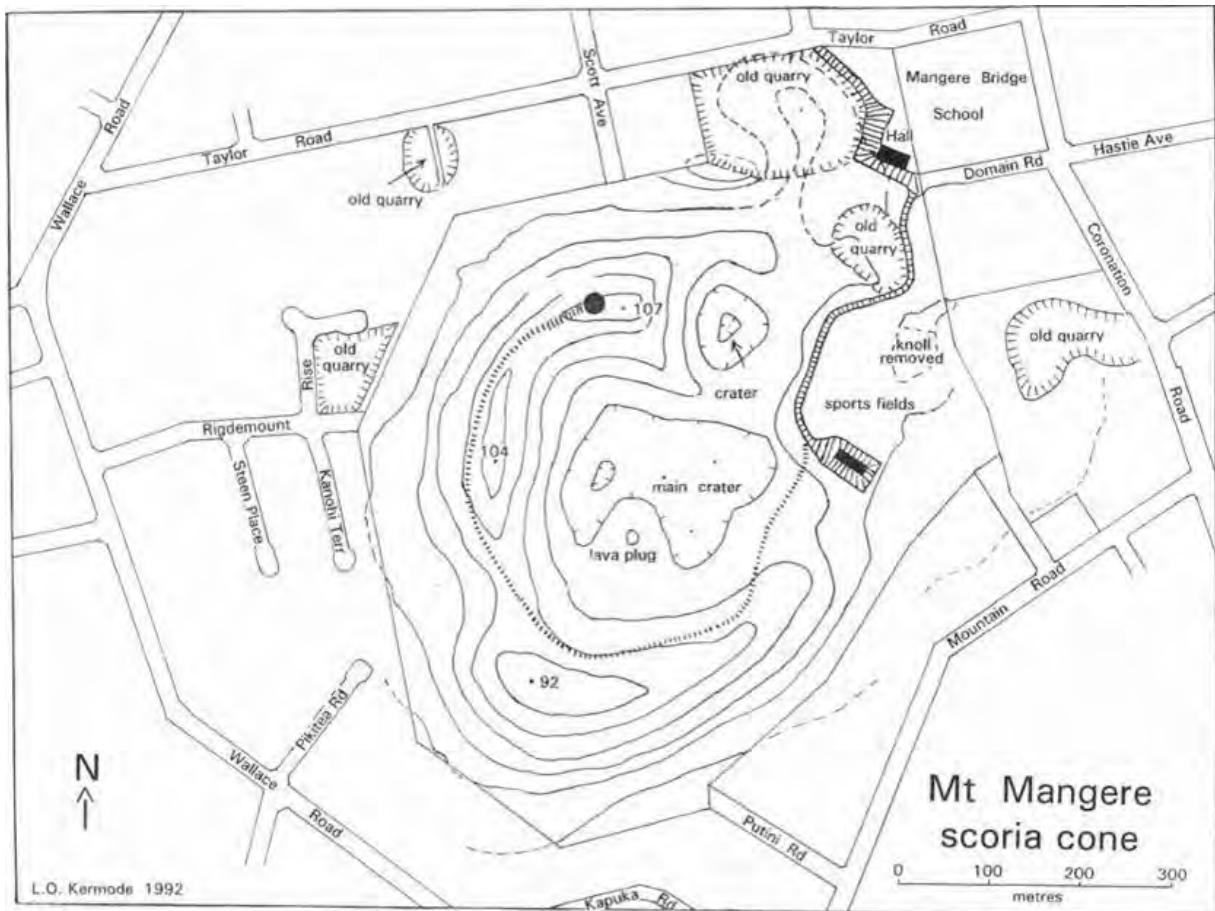 Taylor Road
Mangere Bridge
School
Hastie Ave
Domain Rd
Hall
old quarry
Scott Ave
Taylor Road
Wallace Road
old quarry
old
quarry
Coronation Road
107
knoll
removed
old quarry
crater
sports fields
old
quarry
Rise
Rigdemount
Steen Place
Kanohi Terr
104
main crater
lava plug
Mountain Road
92
Pikitea Rd
Wallace Road
N
Putini Rd
Kapuka Rd
Mt Mangere
scoria cone
0 100 200 300
metres
L.O. Kermode 1992